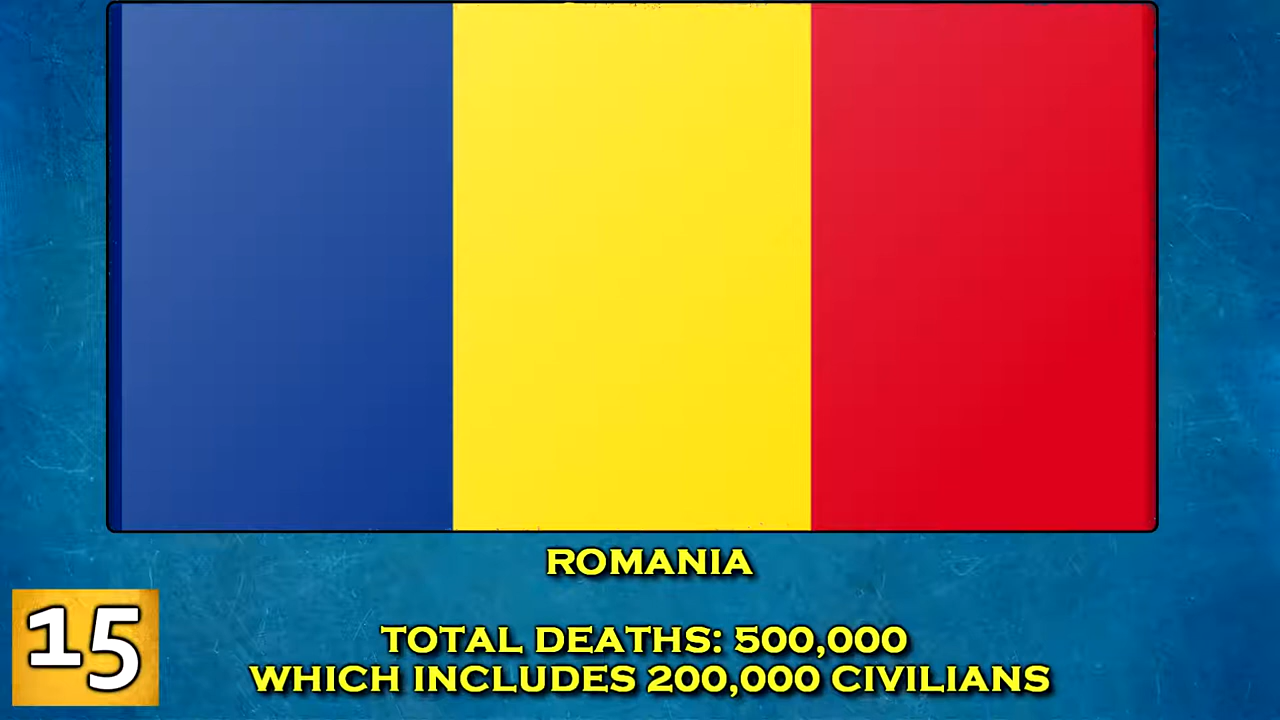 ROMANIA
15
TOTAL DEATHS: 500,000
WHICH INCLUDES 200,000 CIVILIANS